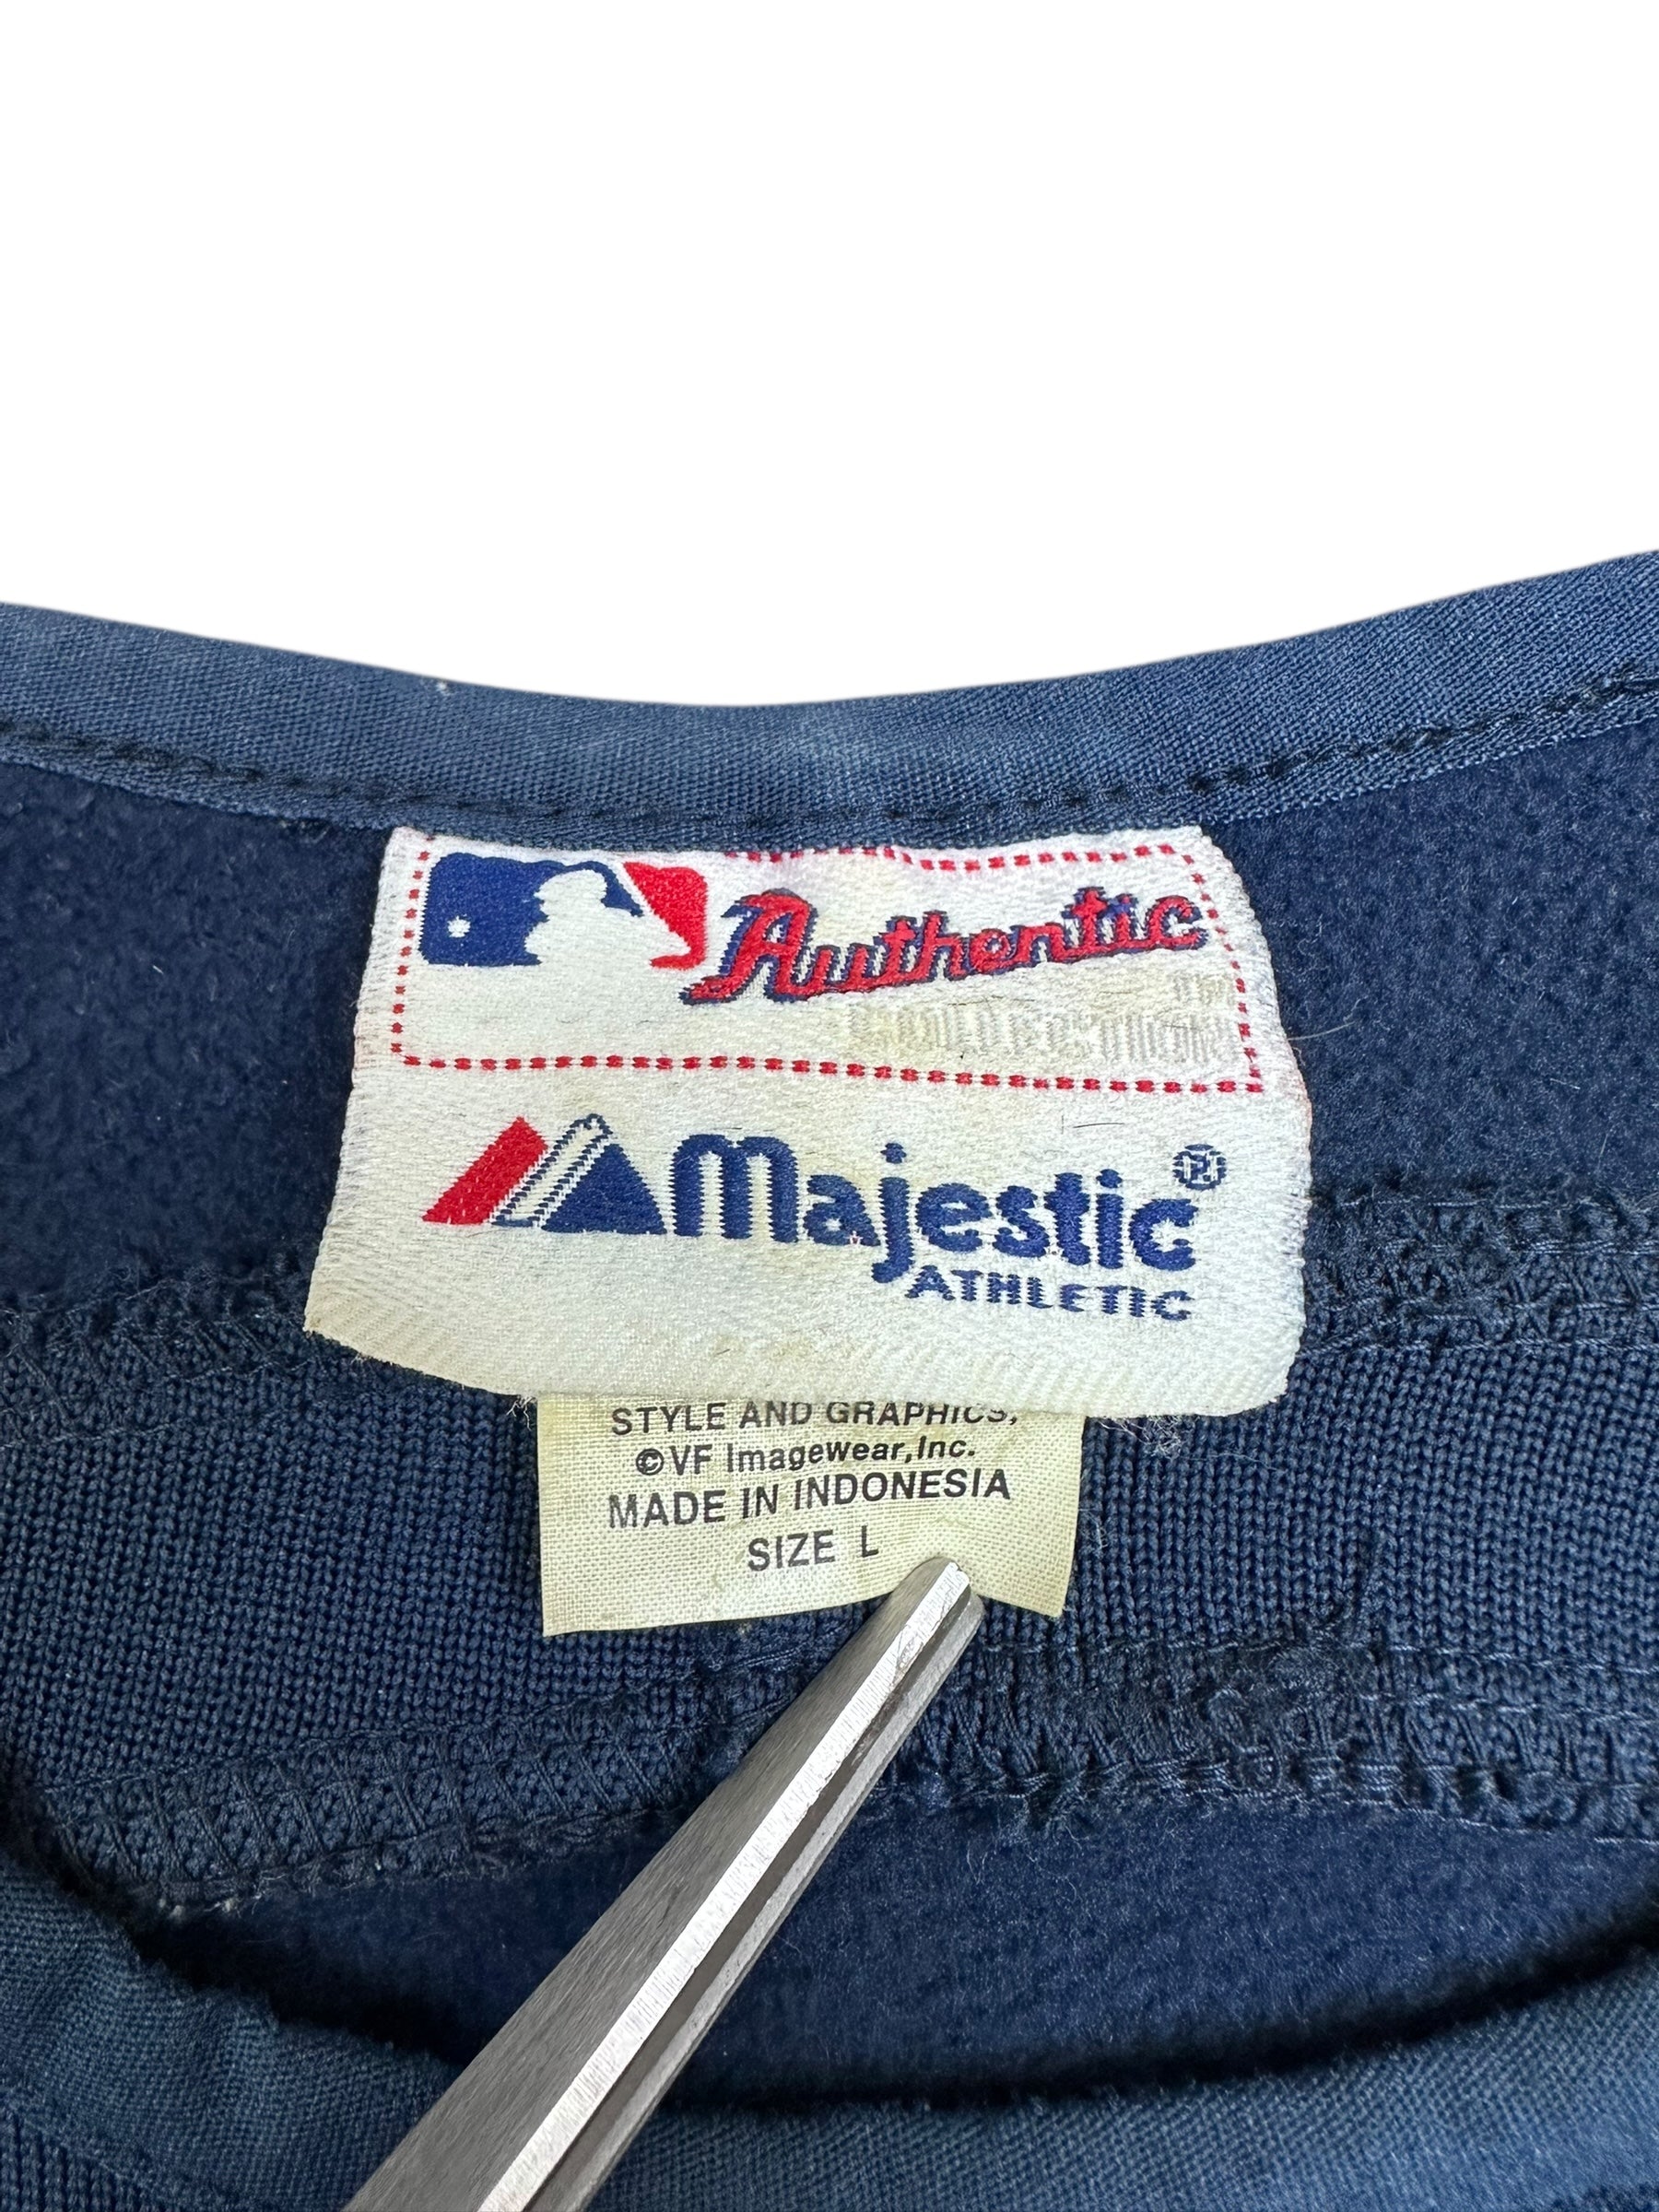 Authentic
Majestic®
ATHLETIC
STYLE AND GRAPHICS,
©VF ImageWear,Inc.
MADE IN INDONESIA
SIZE L